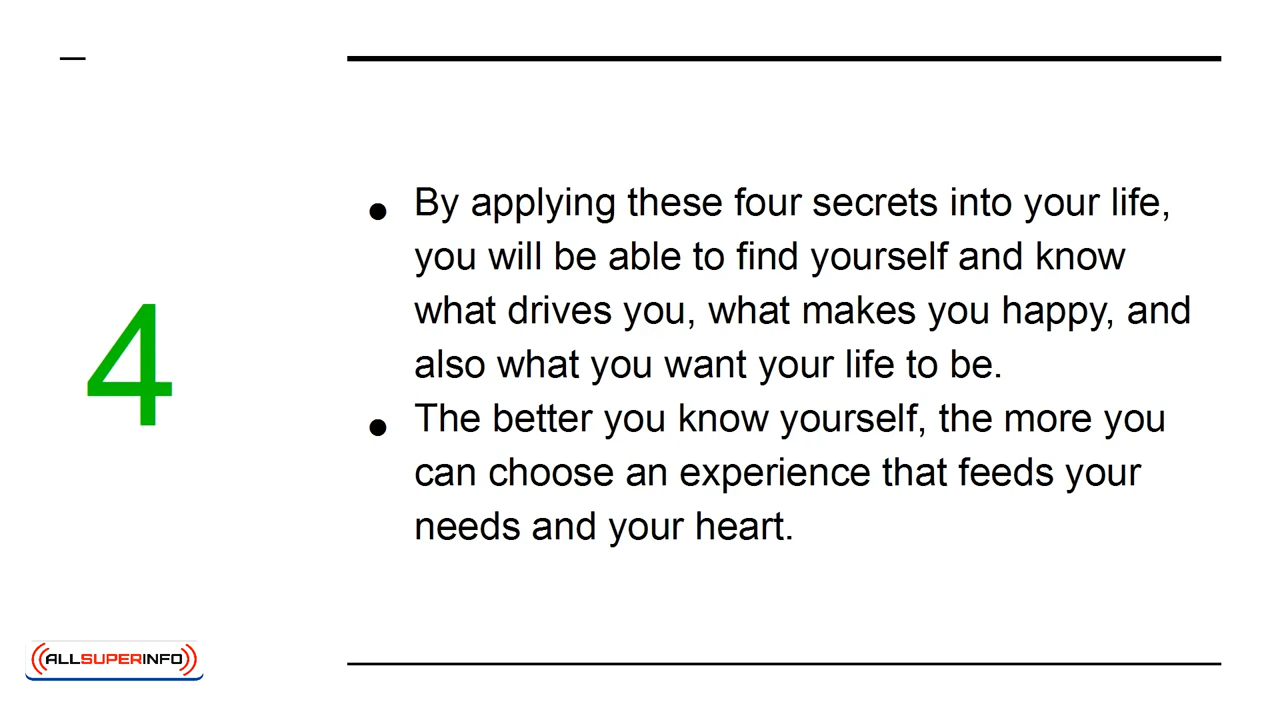 4
• By applying these four secrets into your life,
you will be able to find yourself and know
what drives you, what makes you happy, and
also what you want your life to be.
• The better you know yourself, the more you
can choose an experience that feeds your
needs and your heart.
ALLSUPERINFO